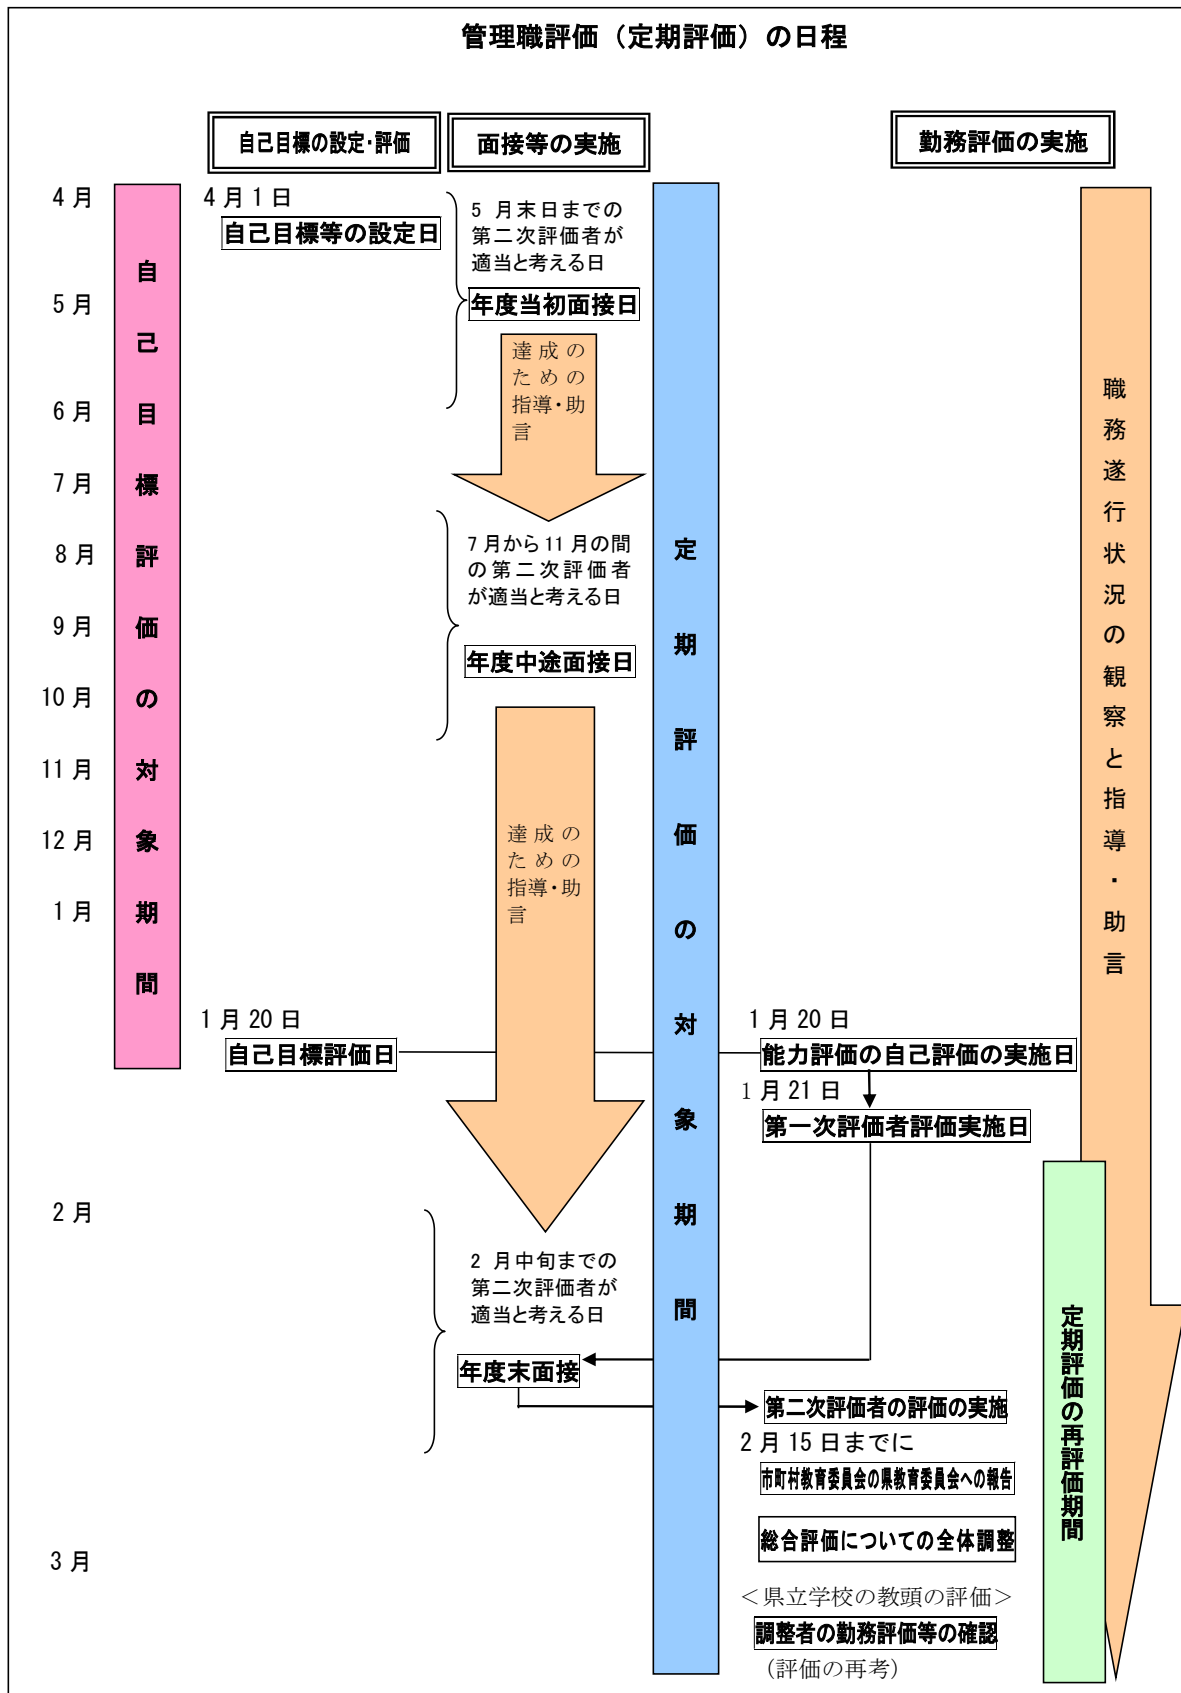 管理職評価（定期評価）の日程
自己目標の設定・評価
面接等の実施
勤務評価の実施
4月
5月
6月
7月
8月
9月
10月
11月
12月
1月
2月
3月
自己目標評価の対象期間
4月1日
自己目標等の設定日
1月20日
自己目標評価日
5月末日までの
第二次評価者が
適当と考える日
年度当初面接日
達成の
ための
指導・助
言
7月から11月の間
の第二次評価者
が適当と考える日
年度中途面接日
達成の
ための
指導・助
言
2月中旬までの
第二次評価者が
適当と考える日
年度末面接
定期評価の対象期間
1月20日
能力評価の自己評価の実施日
1月21日
第一次評価者評価実施日
第二次評価者の評価の実施
2月15日までに
市町村教育委員会の県教育委員会への報告
総合評価についての全体調整
＜県立学校の教頭の評価＞
調整者の勤務評価等の確認
（評価の再考）
職務遂行状況の観察と指導・助言
定期評価の再評価期間